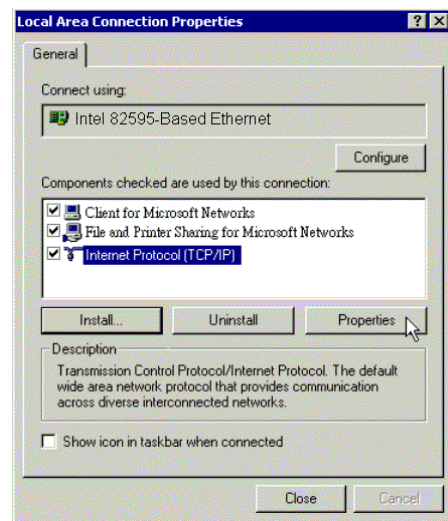 Local Area Connection Properties
General
Connect using:
Intel 82595-Based Ethernet
Configure
Components checked are used by this connection:
Client for Microsoft Networks
File and Printer Sharing for Microsoft Networks
Internet Protocol (TCP/IP)
Install... Uninstall Properties
Description
Transmission Control Protocol/Internet Protocol. The default
wide area network protocol that provides communication
across diverse interconnected networks.
Show icon in taskbar when connected
Close Cancel